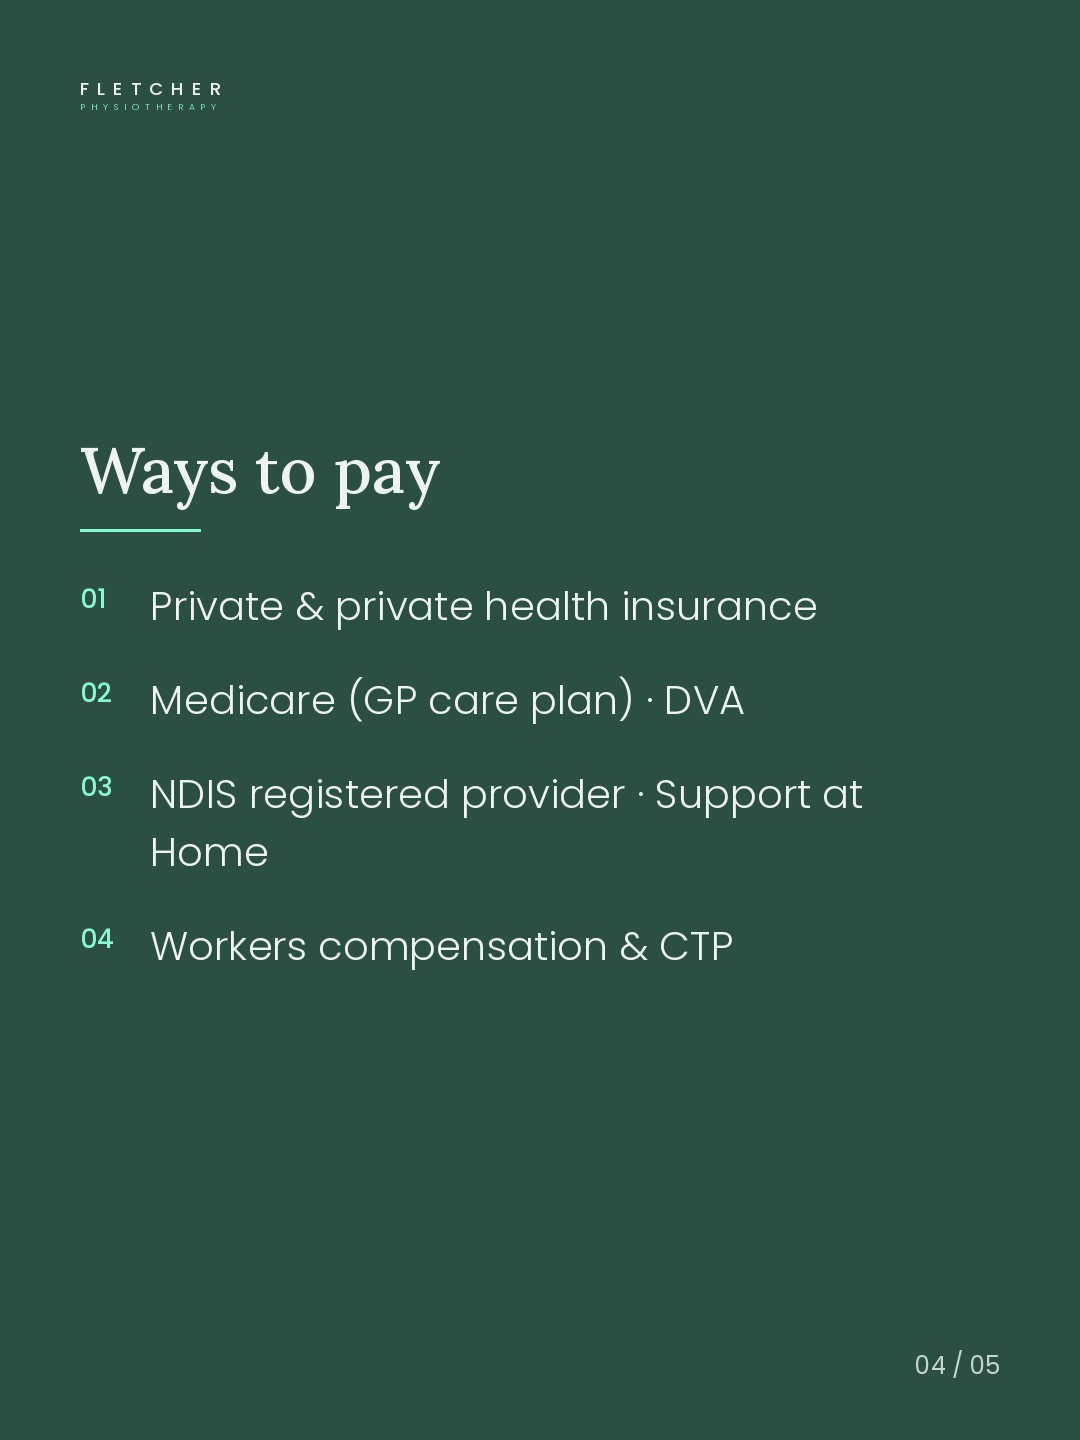 FLETCHER
PHYSIOTHERAPY
Ways to pay
01 Private & private health insurance
02 Medicare (GP care plan) · DVA
03 NDIS registered provider · Support at
Home
04 Workers compensation & CTP
04 / 05